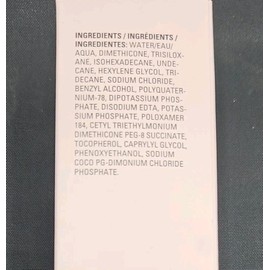 INGREDIENTS / INGRÉDIENTS /
INGREDIENTES: WATER/EAU/
AQUA, DIMETHICONE, TRISILOX-
ANE, ISOHEXADECANE, UNDE-
CANE, HEXYLENE GLYCOL, TRI-
DECANE, SODIUM CHLORIDE,
BENZYL ALCOHOL, POLYQUATER-
NIUM-78, DIPOTASSIUM PHOS-
PHATE, DISODIUM EDTA, POTAS-
SIUM PHOSPHATE, POLOXAMER
184, CETYL TRIETHYLMONIUM
DIMETHICONE PEG-8 SUCCINATE,
TOCOPHEROL, CAPRYLYL GLYCOL,
PHENOXYETHANOL, SODIUM
COCO PG-DIMONIUM CHLORIDE
PHOSPHATE.